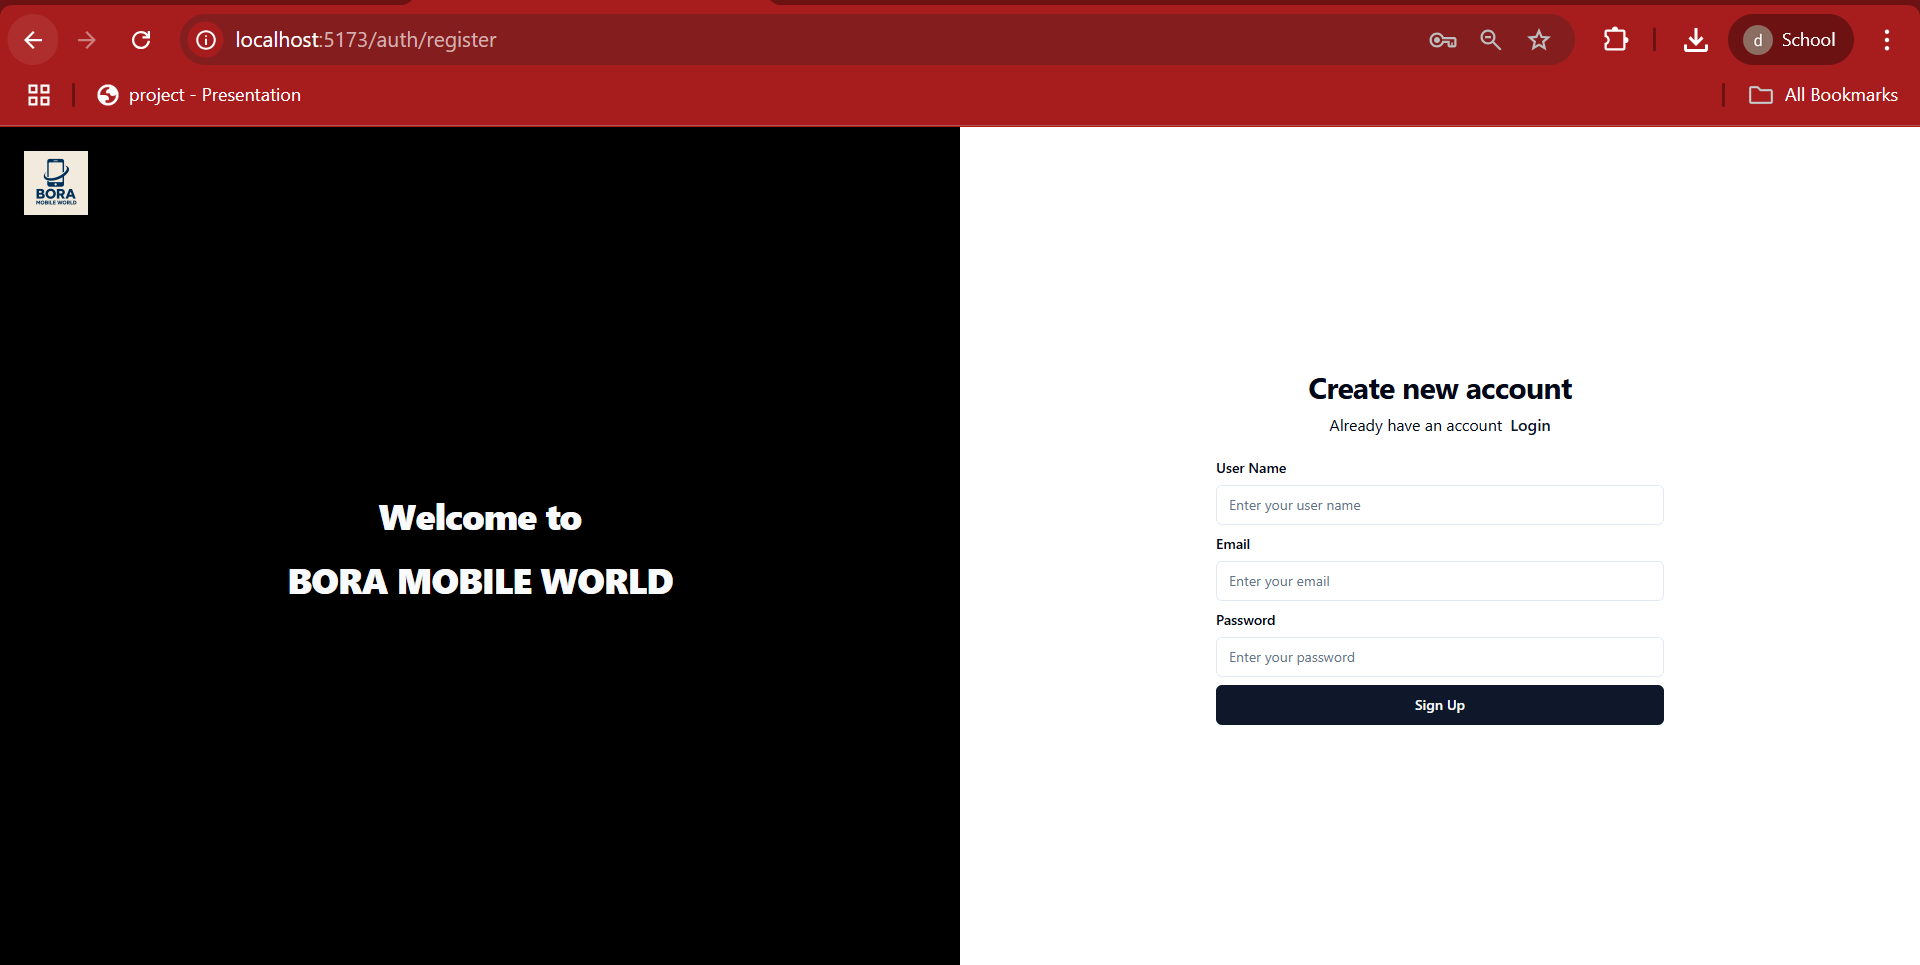 localhost:5173/auth/register
d School
project - Presentation
All Bookmarks
BORA
MOBILE WORLD
Welcome to
BORA MOBILE WORLD
Create new account
Already have an account Login
User Name
Enter your user name
Email
Enter your email
Password
Enter your password
Sign Up